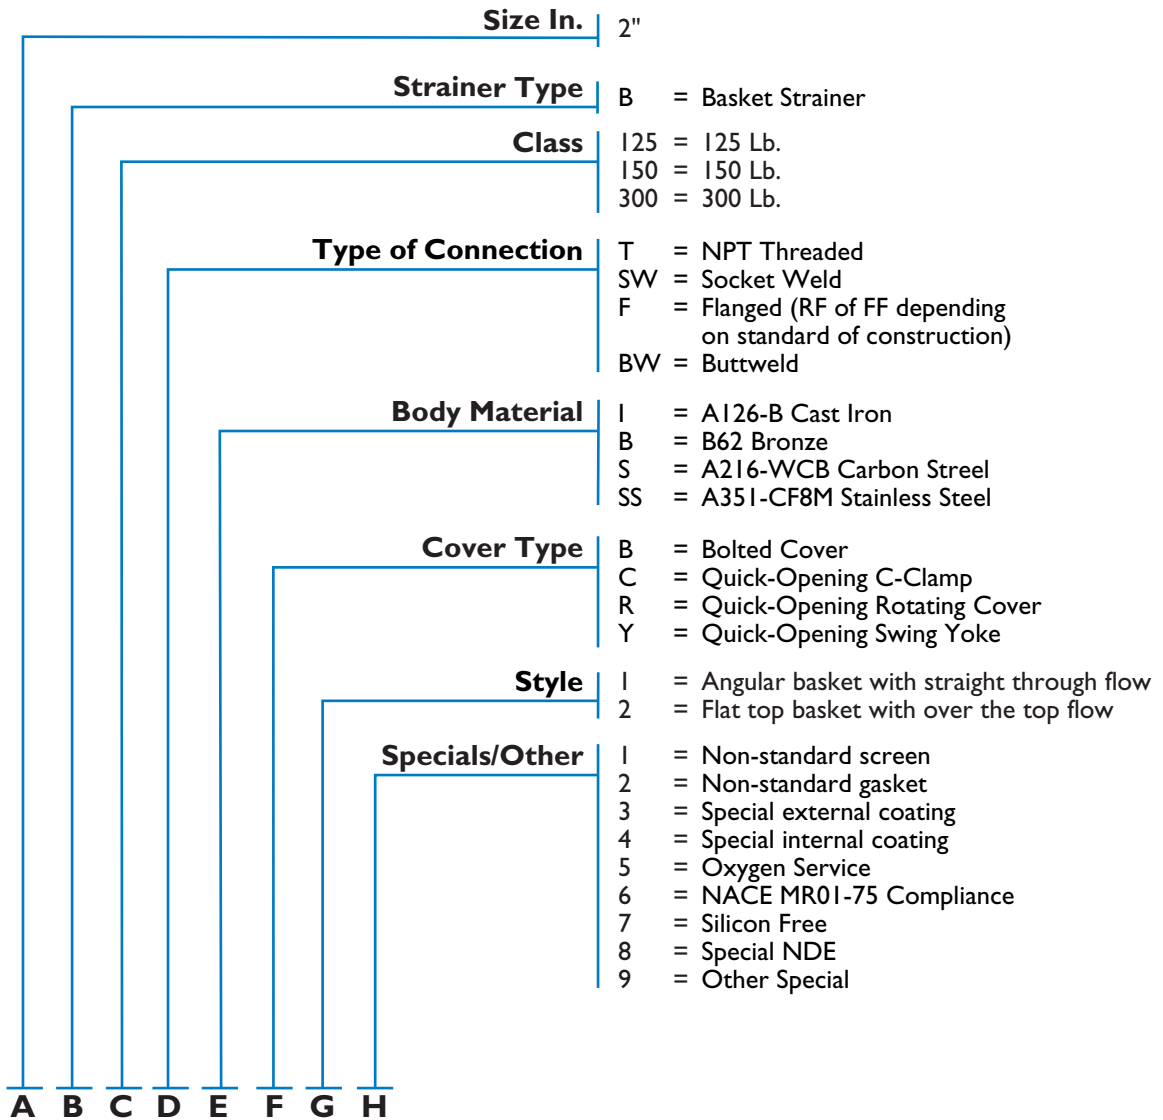 Size In. 2"
Strainer Type B = Basket Strainer
Class 125 = 125 Lb.
150 = 150 Lb.
300 = 300 Lb.
Type of Connection T = NPT Threaded
SW = Socket Weld
F = Flanged (RF of FF depending
on standard of construction)
BW = Buttweld
Body Material I = A126-B Cast Iron
B = B62 Bronze
S = A216-WCB Carbon Streel
SS = A351-CF8M Stainless Steel
Cover Type B = Bolted Cover
C = Quick-Opening C-Clamp
R = Quick-Opening Rotating Cover
Y = Quick-Opening Swing Yoke
Style 1 = Angular basket with straight through flow
2 = Flat top basket with over the top flow
Specials/Other 1 = Non-standard screen
2 = Non-standard gasket
3 = Special external coating
4 = Special internal coating
5 = Oxygen Service
6 = NACE MR01-75 Compliance
7 = Silicon Free
8 = Special NDE
9 = Other Special
A B C D E F G H